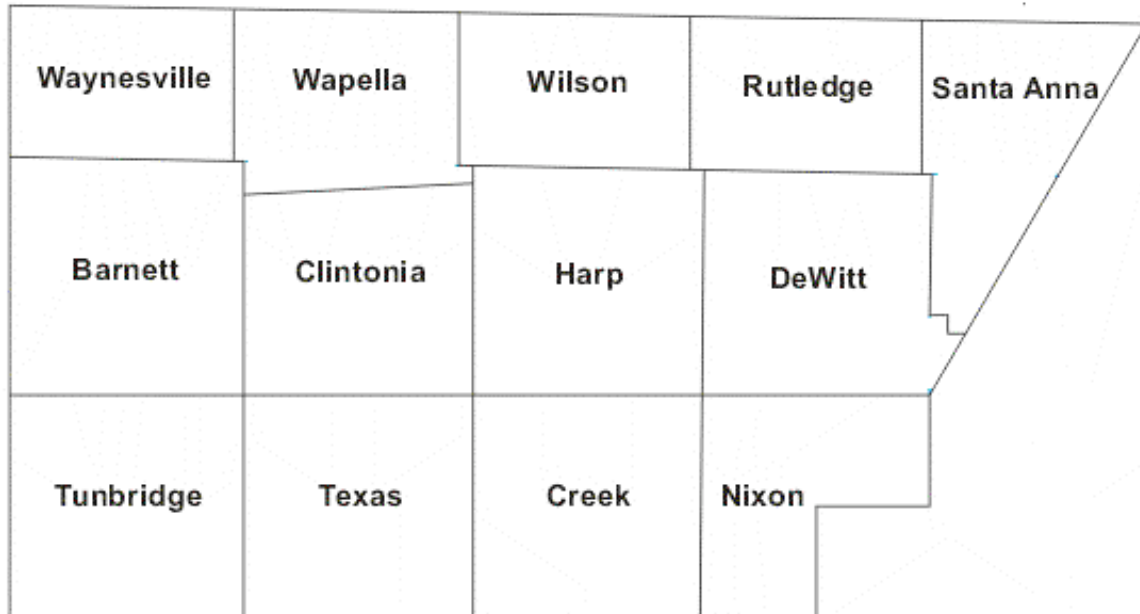 Waynesville
Wapella
Wilson
Rutledge
Santa Anna
Barnett
Clintonia
Harp
DeWitt
Tunbridge
Texas
Creek
Nixon